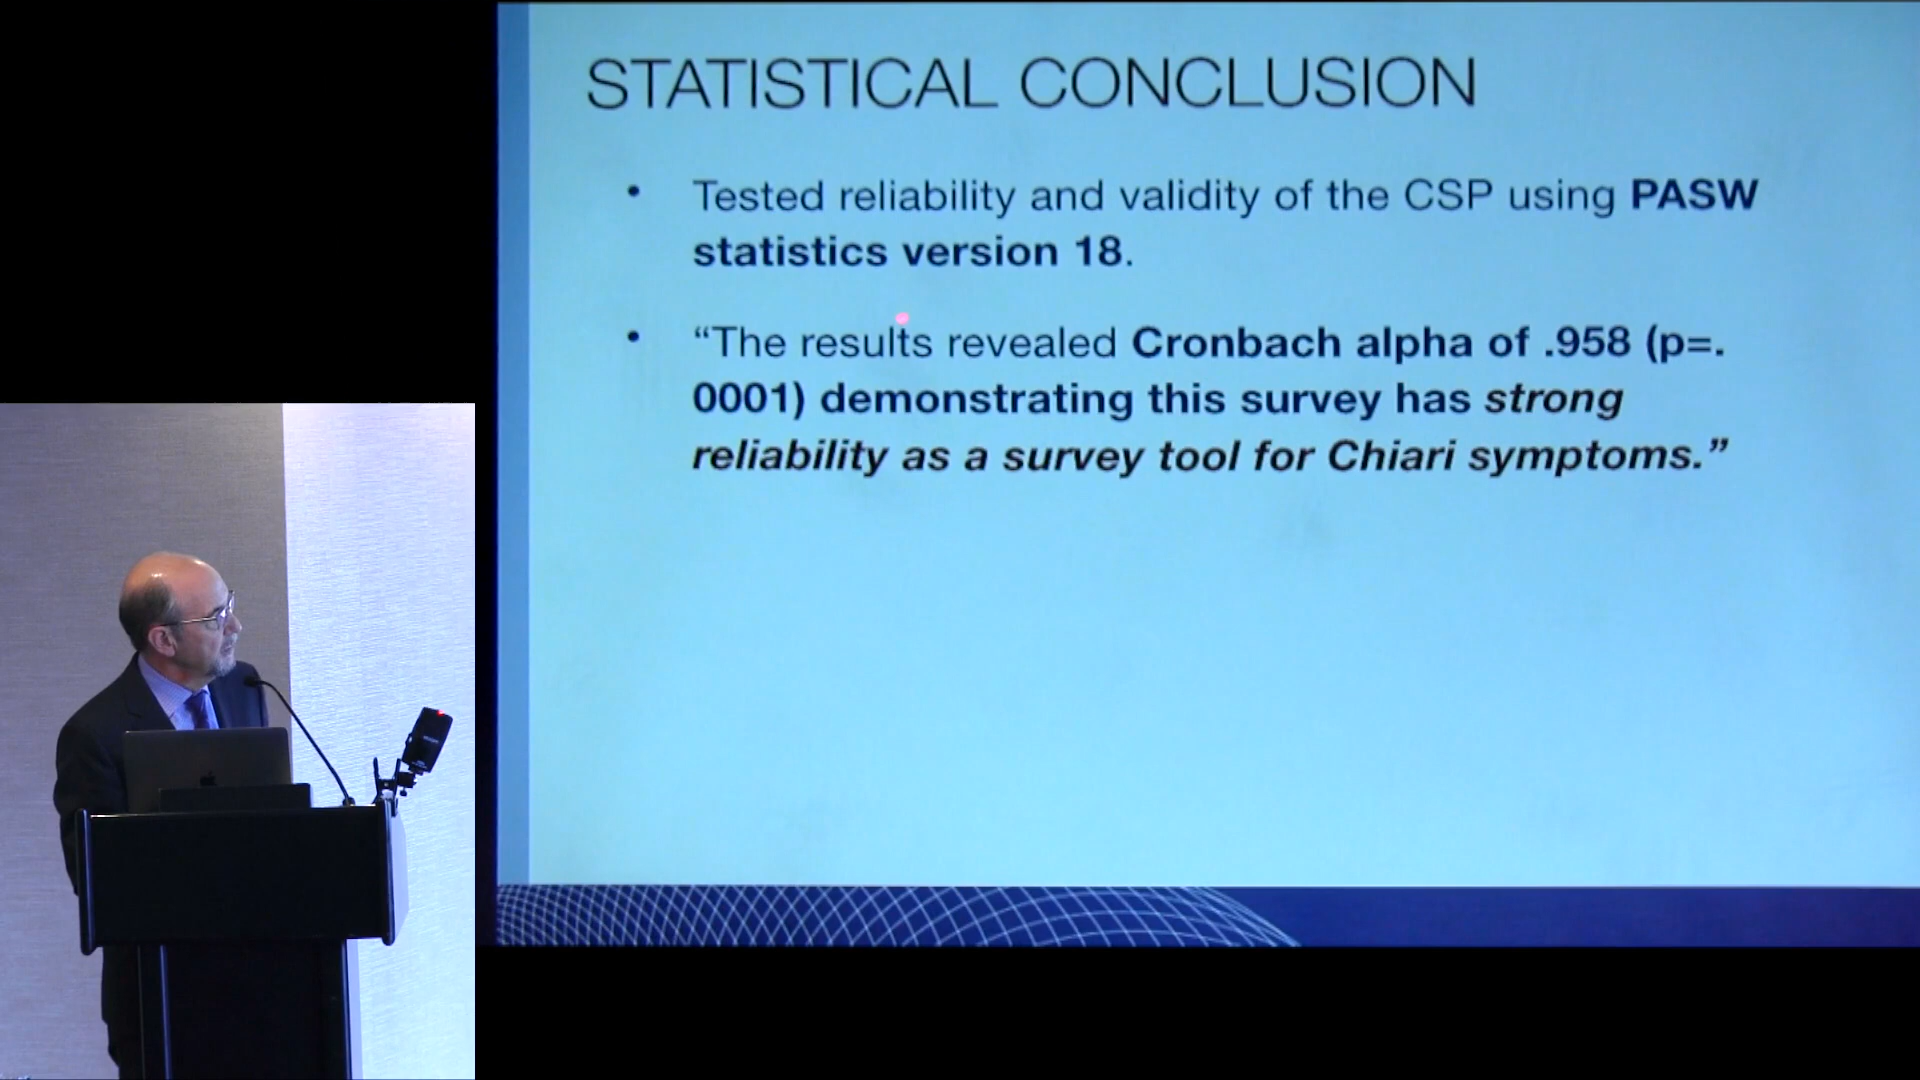 STATISTICAL CONCLUSION
• Tested reliability and validity of the CSP using PASW
statistics version 18.
• “The results revealed Cronbach alpha of .958 (p=.
0001) demonstrating this survey has strong
reliability as a survey tool for Chiari symptoms.”